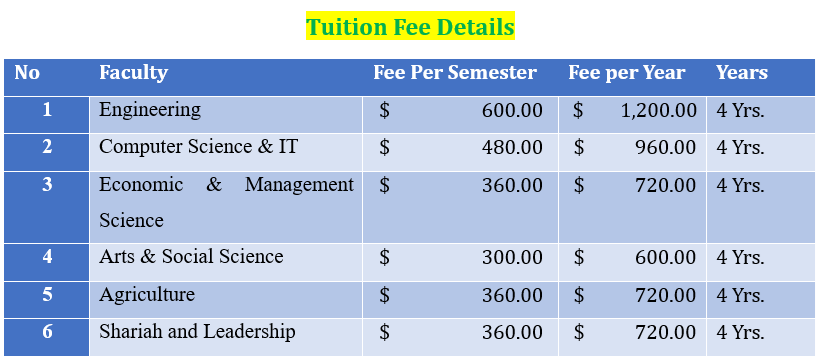 Tuition Fee Details
No Faculty Fee Per Semester Fee per Year Years
1 Engineering $ 600.00 $ 1,200.00 4 Yrs.
2 Computer Science & IT $ 480.00 $ 960.00 4 Yrs.
3 Economic & Management $ 360.00 $ 720.00 4 Yrs.
Science
4 Arts & Social Science $ 300.00 $ 600.00 4 Yrs.
5 Agriculture $ 360.00 $ 720.00 4 Yrs.
6 Shariah and Leadership $ 360.00 $ 720.00 4 Yrs.